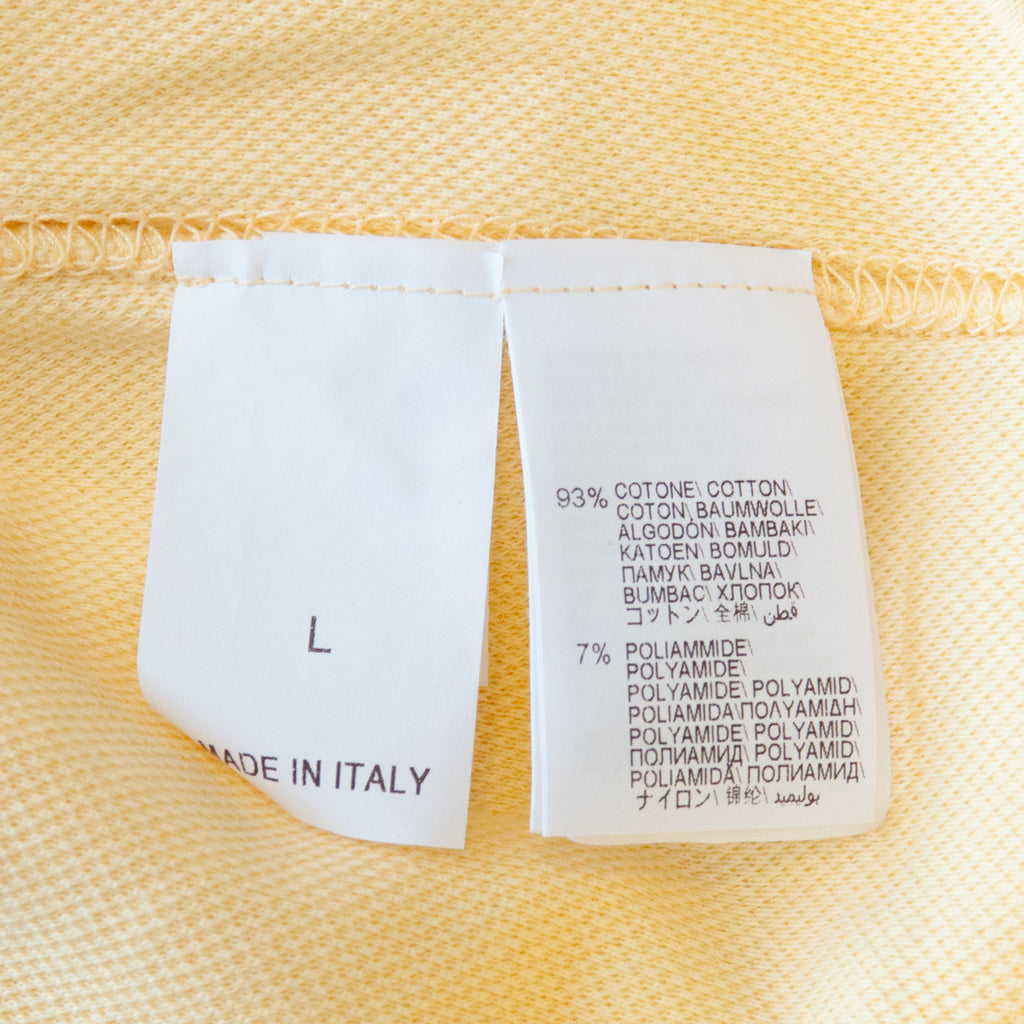 L
MADE IN ITALY
93% COTONE\ COTTON\
COTON\ BAUMWOLLE\
ALGODÓN\ BAMBAKI\
KATOEN\ BOMULD\
ПАМУК\ BAVLNA\
BUMBAC\ ХЛОПОК\
コットン\ 全棉\ قطن
7% POLIAMMIDE\
POLYAMIDE\
POLYAMIDE\ POLYAMID\
POLIAMIDA\ΠΟΛΥΑΜΙΔΗ\
POLYAMIDE\ POLYAMID\
ПОЛИАМИД\ POLYAMID\
POLIAMIDA\ ПОЛИАМИД\
ナイロン\ 锦纶\ بوليميد